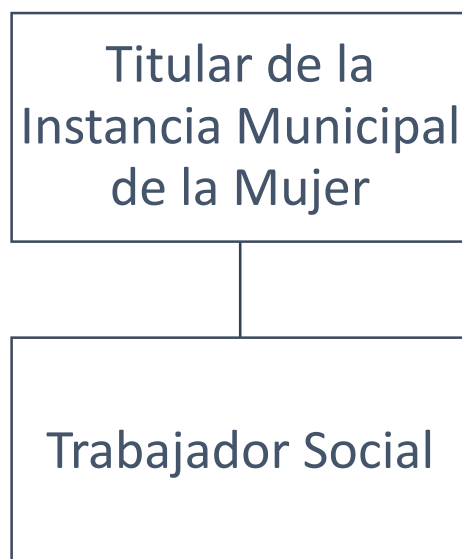 Titular de la
Instancia Municipal
de la Mujer
Trabajador Social